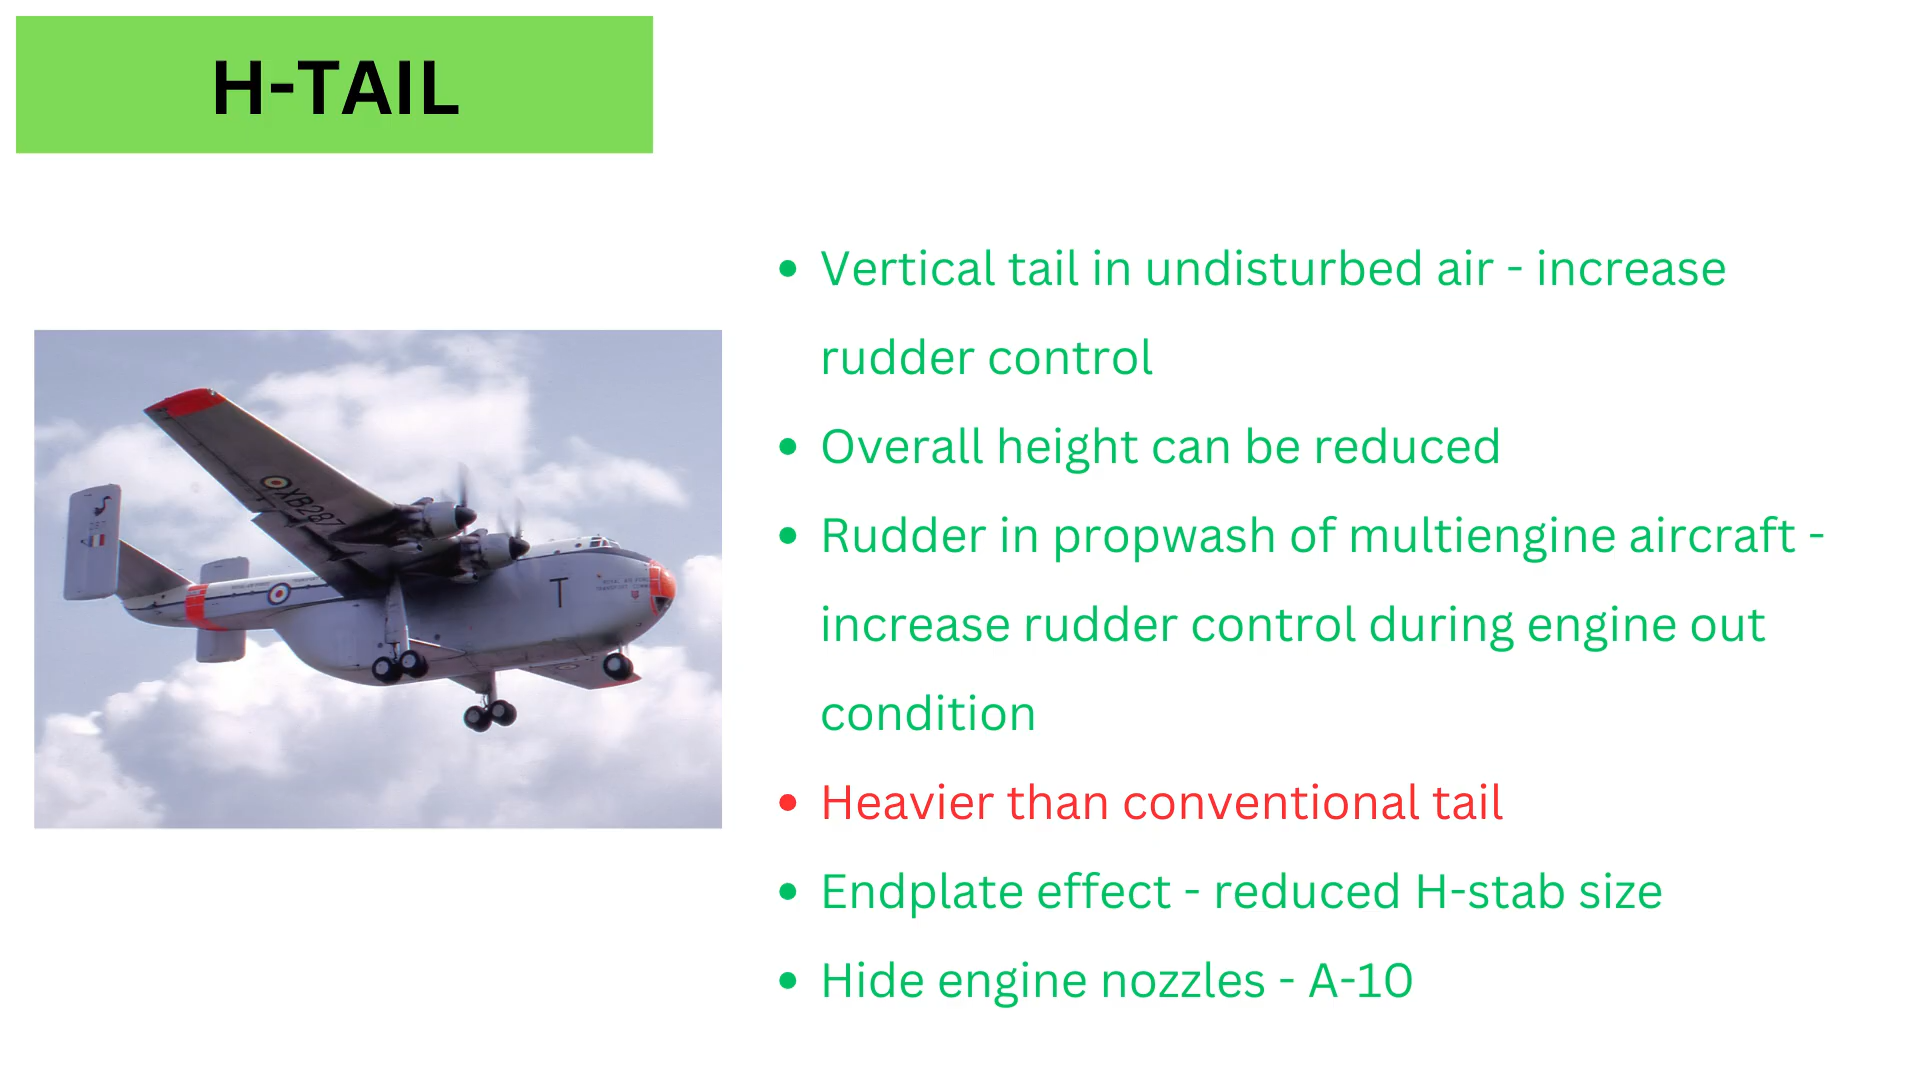 H-TAIL
• Vertical tail in undisturbed air - increase
rudder control
• Overall height can be reduced
• Rudder in propwash of multiengine aircraft -
increase rudder control during engine out
condition
• Heavier than conventional tail
• Endplate effect - reduced H-stab size
• Hide engine nozzles - A-10
XB287
T